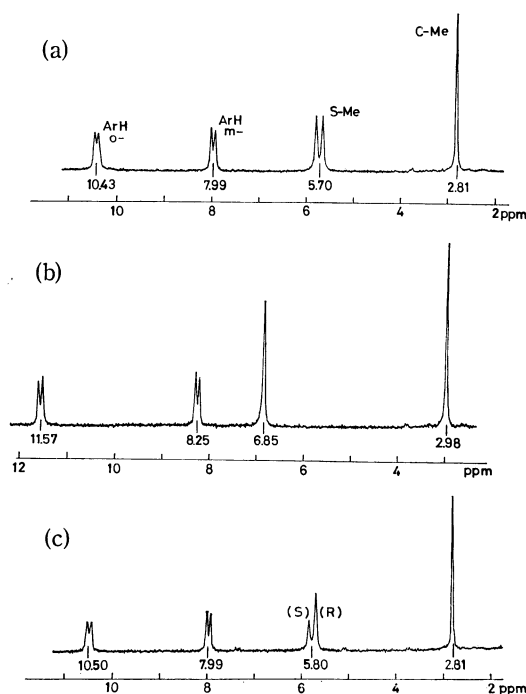 (a)
C-Me
ArH
o-
ArH
m-
S-Me
10.43
7.99
5.70
2.81
10
8
6
4
2 ppm
(b)
11.57
8.25
6.85
2.98
12
10
8
6
4
ppm
(c)
(S)
(R)
10.50
7.99
5.80
2.81
10
8
6
4
2 ppm